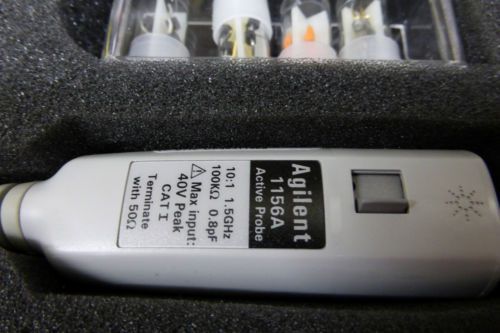 Agilent
1156A
Active Probe
10:1 1.5GHz
100KΩ 0.8pF
⚠ Max input:
40V Peak
CAT I
Terminate
with 50Ω